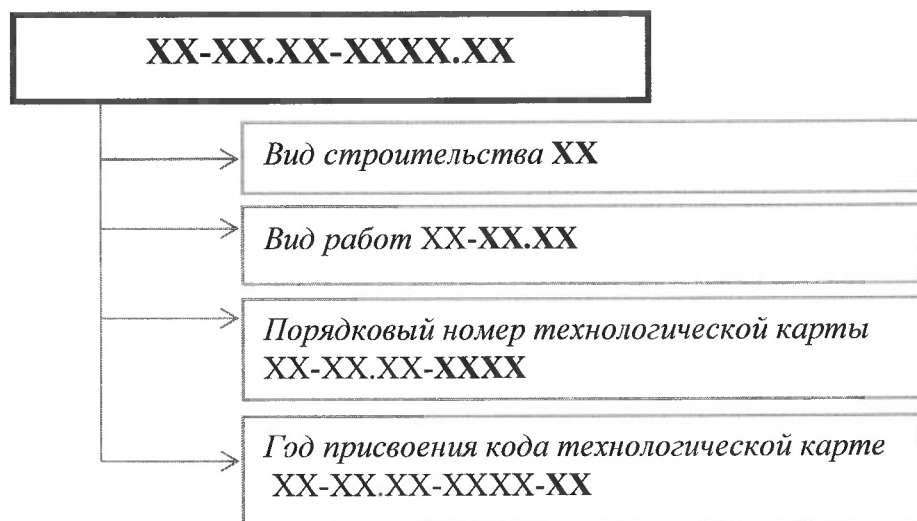 XX-XX.XX-XXXX.XX
Вид строительства XX
Вид работ XX-XX.XX
Порядковый номер технологической карты
XX-XX.XX-XXXX
Год присвоения кода технологической карте
XX-XX.XX-XXXX-XX